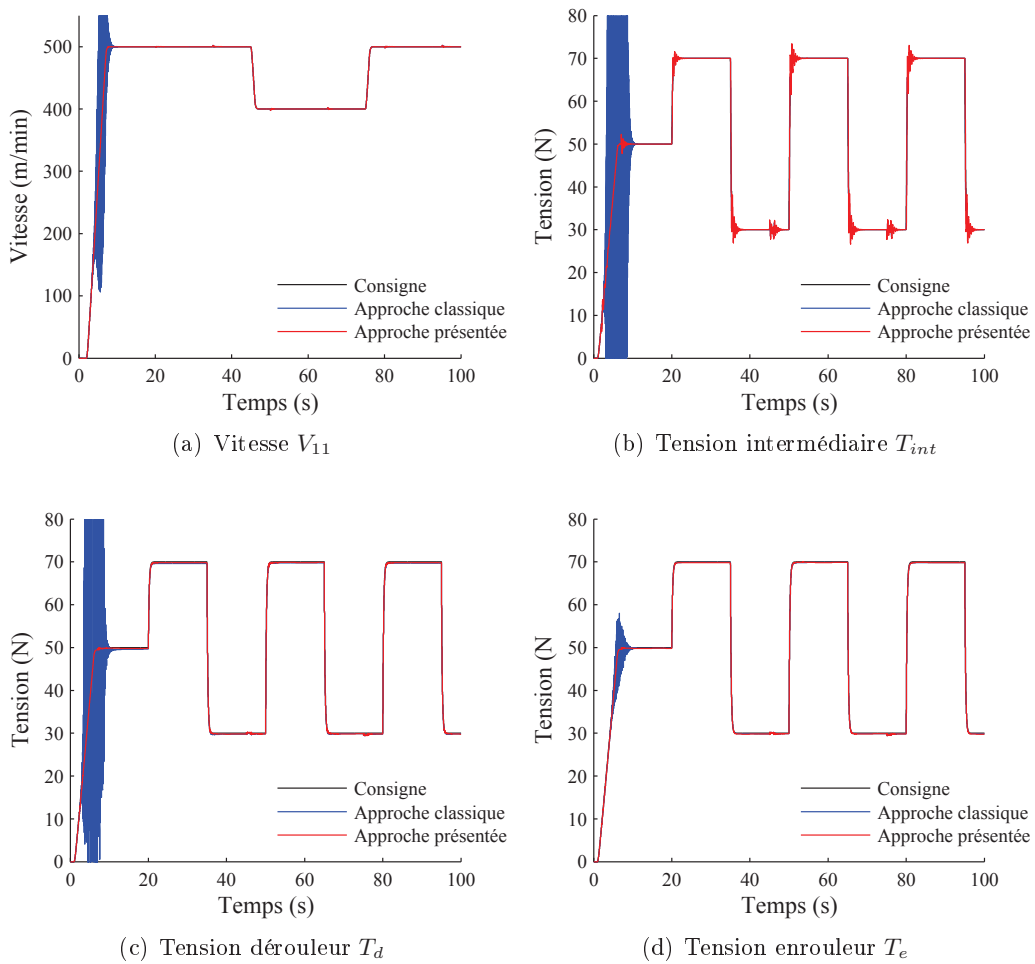 500
400
300
200
100
0
Vitesse (m/min)
Consigne
Approche classique
Approche présentée
0
20
40
60
80
100
Temps (s)
(a) Vitesse V11
80
70
60
50
40
30
20
10
0
Tension (N)
Consigne
Approche classique
Approche présentée
0
20
40
60
80
100
Temps (s)
(b) Tension intermédiaire Tint
80
70
60
50
40
30
20
10
0
Tension (N)
Consigne
Approche classique
Approche présentée
0
20
40
60
80
100
Temps (s)
(c) Tension dérouleur Td
80
70
60
50
40
30
20
10
0
Tension (N
Consigne
Approche classique
Approche présentée
0
20
40
60
80
100
Temps (s)
(d) Tension enrouleur Te